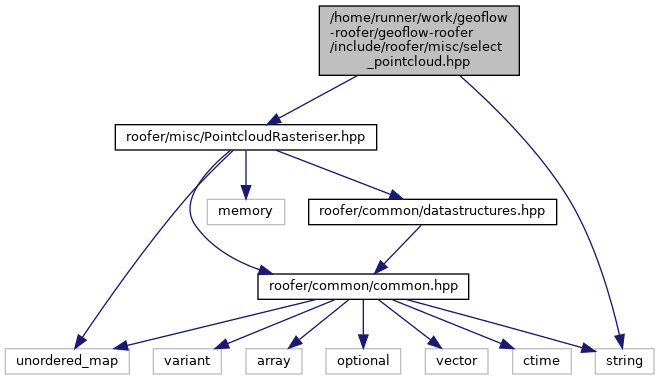 /home/runner/work/geoflow
-roofer/geoflow-roofer
/include/roofer/misc/select
_pointcloud.hpp
roofer/misc/PointcloudRasteriser.hpp
memory
roofer/common/datastructures.hpp
roofer/common/common.hpp
unordered_map
variant
array
optional
vector
ctime
string